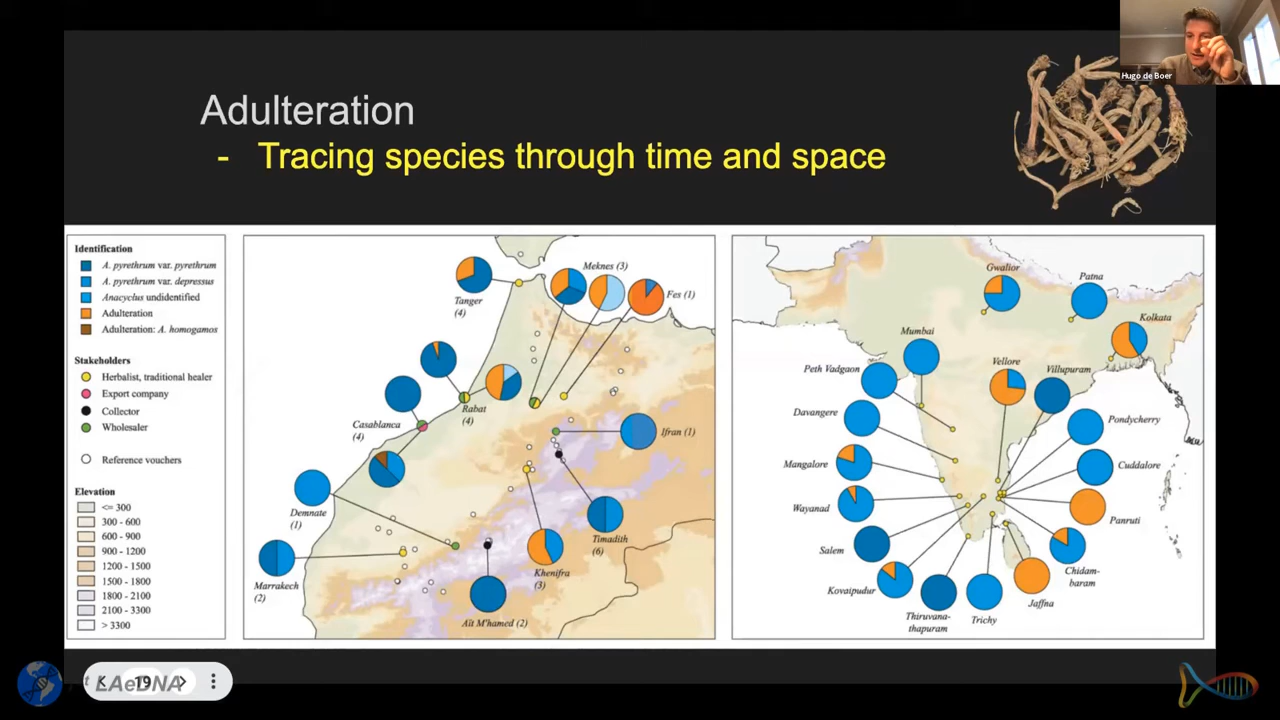 Hugo de Boer
Adulteration
- Tracing species through time and space
Identification
A. pyrethrum var. pyrethrum
A. pyrethrum var. depressus
Anacyclus unidentified
Adulteration
Adulteration: A. homogamos
Stakeholders
Herbalist, traditional healer
Export company
Collector
Wholesaler
Reference vouchers
Elevation
<= 300
300 - 600
600 - 900
900 - 1200
1200 - 1500
1500 - 1800
1800 - 2100
2100 - 3300
> 3300
Meknes (3)
Tanger
(4)
Fes (1)
Rabat
(4)
Casablanca
(4)
Ifran (1)
Demnate
(1)
Timadith
(6)
Khenifra
(3)
Marrakech
(2)
Aït M'hamed (2)
Gwalior
Patna
Kolkata
Mumbai
Vellore
Villupuram
Peth Vadgaon
Davangere
Pondycherry
Mangalore
Cuddalore
Wayanad
Panruti
Salem
Chidam-
baram
Kovaipudur
Jaffna
Thiruvana-
thapuram
Trichy
LAeDNA
19